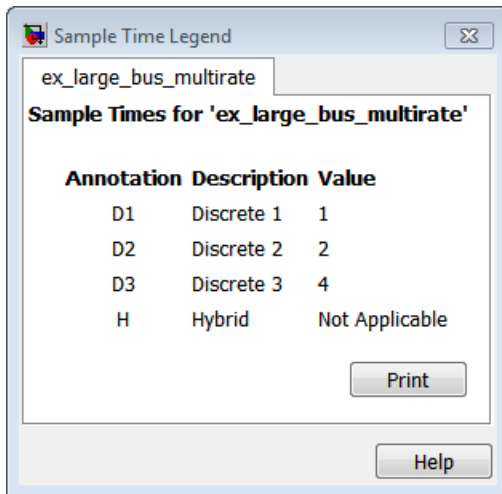 Sample Time Legend
ex_large_bus_multirate
Sample Times for 'ex_large_bus_multirate'
Annotation Description Value
D1 Discrete 1 1
D2 Discrete 2 2
D3 Discrete 3 4
H Hybrid Not Applicable
Print
Help